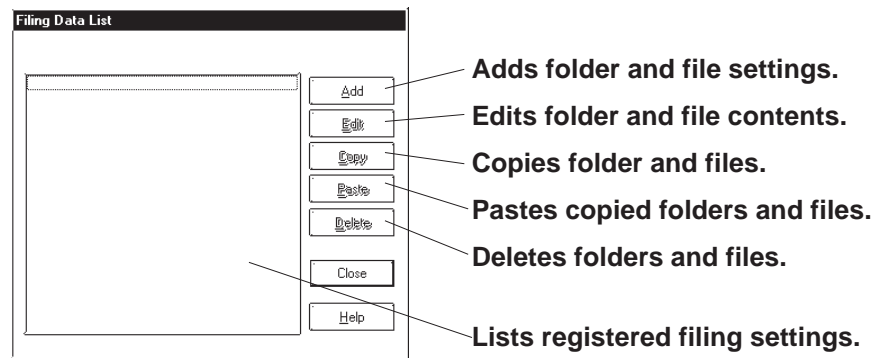 Filing Data List
Add
Edit
Copy
Paste
Delete
Close
Help
Adds folder and file settings.
Edits folder and file contents.
Copies folder and files.
Pastes copied folders and files.
Deletes folders and files.
Lists registered filing settings.